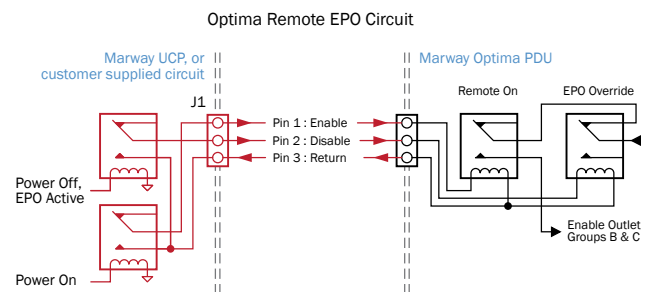 Optima Remote EPO Circuit
Marway UCP, or
customer supplied circuit
Marway Optima PDU
J1
Remote On
EPO Override
Pin 1 : Enable
Pin 2 : Disable
Pin 3 : Return
Power Off,
EPO Active
Power On
Enable Outlet
Groups B & C